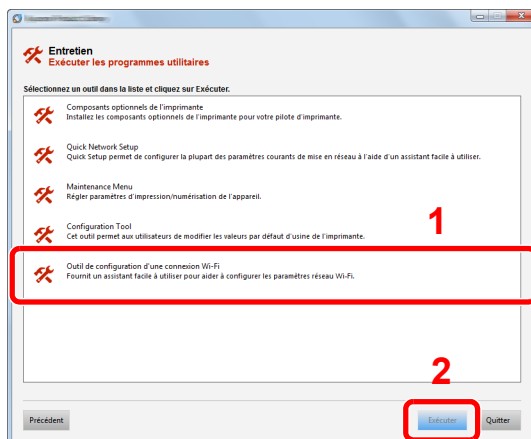 Entretien
Exécuter les programmes utilitaires
Sélectionnez un outil dans la liste et cliquez sur Exécuter.
Composants optionnels de l'imprimante
Installez les composants optionnels de l'imprimante pour votre pilote d'imprimante.
Quick Network Setup
Quick Setup permet de configurer la plupart des paramètres courants de mise en réseau à l'aide d'un assistant facile à utiliser.
Maintenance Menu
Régler paramètres d'impression/numérisation de l'appareil.
Configuration Tool
Cet outil permet aux utilisateurs de modifier les valeurs par défaut d'usine de l'imprimante.
1
Outil de configuration d'une connexion Wi-Fi
Fournit un assistant facile à utiliser pour aider à configurer les paramètres réseau Wi-Fi.
2
Précédent
Exécuter
Quitter